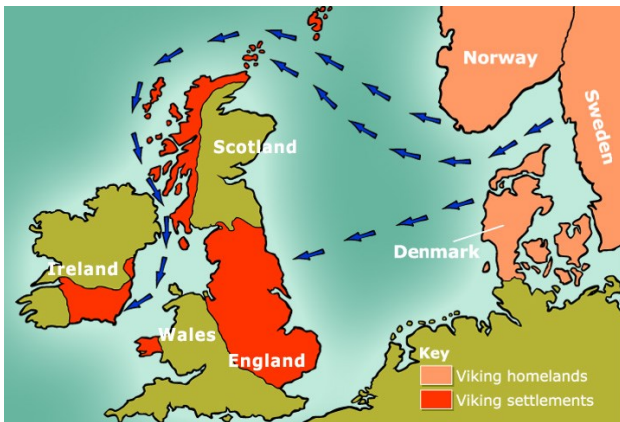 Norway
Sweden
Scotland
Denmark
Ireland
Wales
England
Key
Viking homelands
Viking settlements